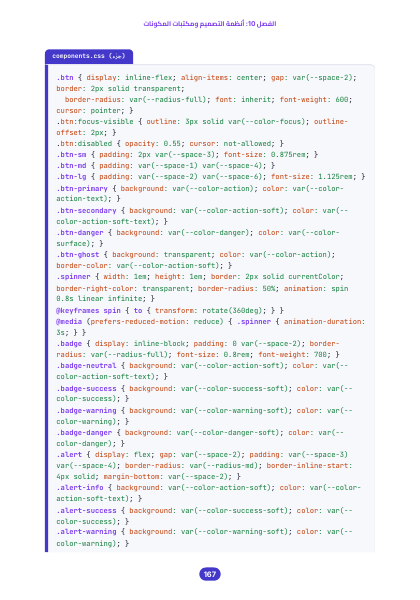 الفصل 10: أنظمة التصميم ومكتبات المكونات
components.css (جزء)
.btn { display: inline-flex; align-items: center; gap: var(--space-2);
border: 2px solid transparent;
border-radius: var(--radius-full); font: inherit; font-weight: 600;
cursor: pointer; }
.btn:focus-visible { outline: 3px solid var(--color-focus); outline-
offset: 2px; }
.btn:disabled { opacity: 0.55; cursor: not-allowed; }
.btn-sm { padding: 2px var(--space-3); font-size: 0.875rem; }
.btn-md { padding: var(--space-1) var(--space-4); }
.btn-lg { padding: var(--space-2) var(--space-6); font-size: 1.125rem; }
.btn-primary { background: var(--color-action); color: var(--color-
action-text); }
.btn-secondary { background: var(--color-action-soft); color: var(--
color-action-soft-text); }
.btn-danger { background: var(--color-danger); color: var(--color-
surface); }
.btn-ghost { background: transparent; color: var(--color-action);
border-color: var(--color-action-soft); }
.spinner { width: 1em; height: 1em; border: 2px solid currentColor;
border-right-color: transparent; border-radius: 50%; animation: spin
0.8s linear infinite; }
@keyframes spin { to { transform: rotate(360deg); } }
@media (prefers-reduced-motion: reduce) { .spinner { animation-duration:
3s; } }
.badge { display: inline-block; padding: 0 var(--space-2); border-
radius: var(--radius-full); font-size: 0.8rem; font-weight: 700; }
.badge-neutral { background: var(--color-action-soft); color: var(--
color-action-soft-text); }
.badge-success { background: var(--color-success-soft); color: var(--
color-success); }
.badge-warning { background: var(--color-warning-soft); color: var(--
color-warning); }
.badge-danger { background: var(--color-danger-soft); color: var(--
color-danger); }
.alert { display: flex; gap: var(--space-2); padding: var(--space-3)
var(--space-4); border-radius: var(--radius-md); border-inline-start:
4px solid; margin-bottom: var(--space-2); }
.alert-info { background: var(--color-action-soft); color: var(--color-
action-soft-text); }
.alert-success { background: var(--color-success-soft); color: var(--
color-success); }
.alert-warning { background: var(--color-warning-soft); color: var(--
color-warning); }
167